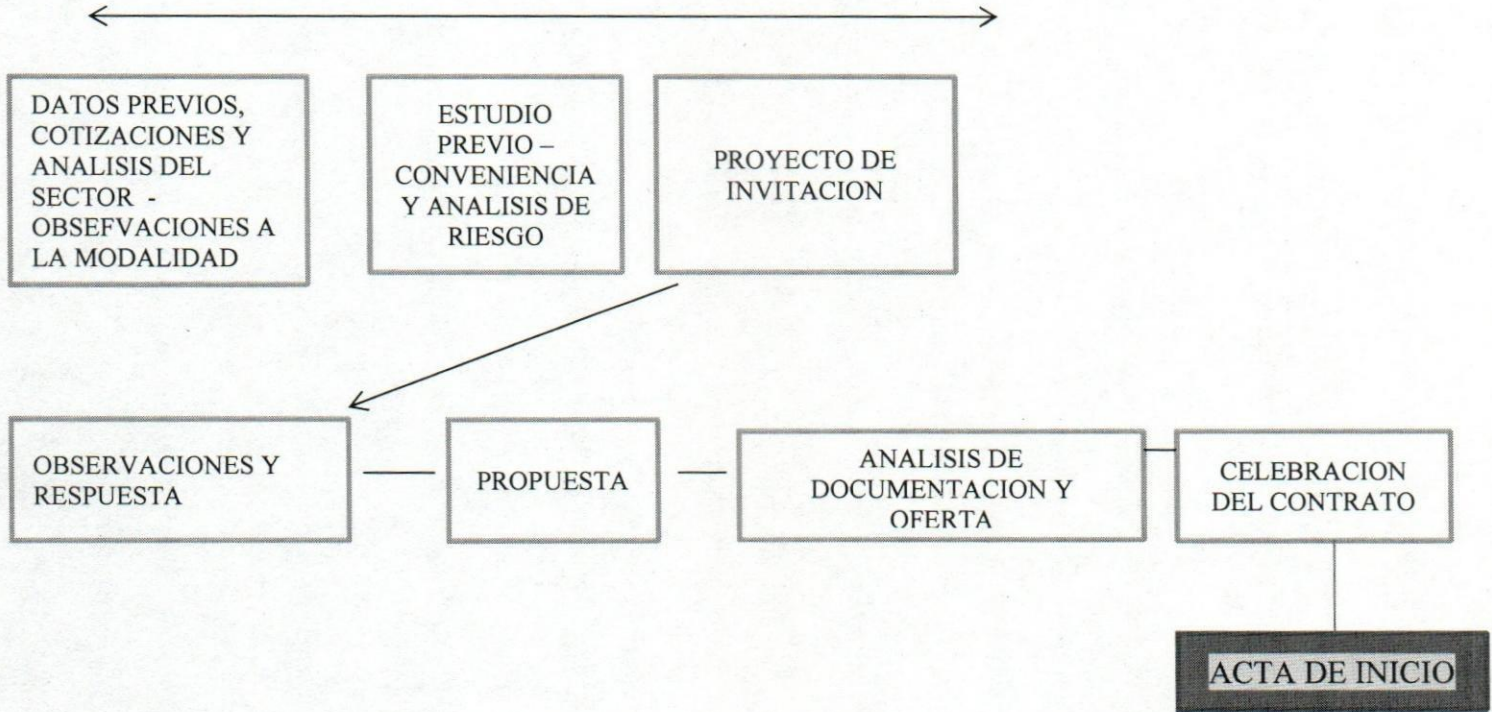 DATOS PREVIOS,
COTIZACIONES Y
ANALISIS DEL
SECTOR -
OBSEFVACIONES A
LA MODALIDAD
ESTUDIO
PREVIO –
CONVENIENCIA
Y ANALISIS DE
RIESGO
PROYECTO DE
INVITACION
OBSERVACIONES Y
RESPUESTA
PROPUESTA
ANALISIS DE
DOCUMENTACION Y
OFERTA
CELEBRACION
DEL CONTRATO
ACTA DE INICIO